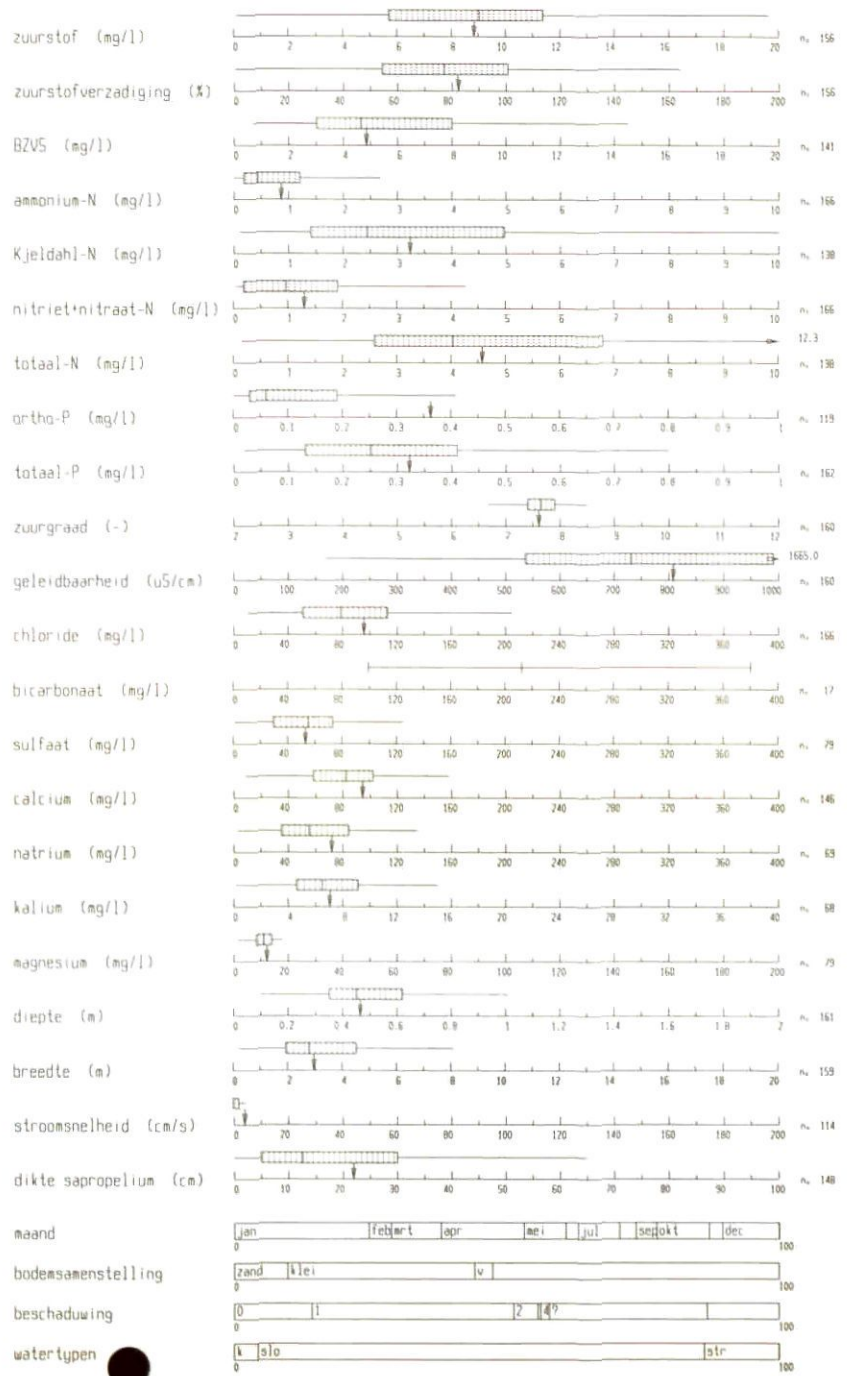 zuurstof (mg/l) 0 2 4 6 8 10 12 14 16 18 20 n. 156
zuurstofverzadiging (%) 0 20 40 60 80 100 120 140 160 180 200 n. 156
BZV5 (mg/l) 0 2 4 6 8 10 12 14 16 18 20 n. 141
ammonium-N (mg/l) 0 1 2 3 4 5 6 7 8 9 10 n. 166
Kjeldahl-N (mg/l) 0 1 2 3 4 5 6 7 8 9 10 n. 138
nitriet+nitraat-N (mg/l) 0 1 2 3 4 5 6 7 8 9 10 n. 166
12.3
totaal-N (mg/l) 0 1 2 3 4 5 6 7 8 9 10 n. 138
ortho-P (mg/l) 0 0.1 0.2 0.3 0.4 0.5 0.6 0.7 0.8 0.9 1 n. 119
totaal-P (mg/l) 0 0.1 0.2 0.3 0.4 0.5 0.6 0.7 0.8 0.9 1 n. 162
zuurgraad (-) 2 3 4 5 6 7 8 9 10 11 12 n. 160
1665.0
geleidbaarheid (uS/cm) 0 100 200 300 400 500 600 700 800 900 1000 n. 160
chloride (mg/l) 0 40 80 120 160 200 240 280 320 360 400 n. 166
bicarbonaat (mg/l) 0 40 80 120 160 200 240 280 320 360 400 n. 17
sulfaat (mg/l) 0 40 80 120 160 200 240 280 320 360 400 n. 79
calcium (mg/l) 0 40 80 120 160 200 240 280 320 360 400 n. 146
natrium (mg/l) 0 40 80 120 160 200 240 280 320 360 400 n. 69
kalium (mg/l) 0 4 8 12 16 20 24 28 32 36 40 n. 68
magnesium (mg/l) 0 20 40 60 80 100 120 140 160 180 200 n. 79
diepte (m) 0 0.2 0.4 0.6 0.8 1 1.2 1.4 1.6 1.8 2 n. 161
breedte (m) 0 2 4 6 8 10 12 14 16 18 20 n. 159
stroomsnelheid (cm/s) 0 20 40 60 80 100 120 140 160 180 200 n. 114
dikte sapropelium (cm) 0 10 20 30 40 50 60 70 80 90 100 n. 148
maand jan feb mrt apr mei jul sep okt dec
0 100
bodemsamenstelling zand klei v
0 100
beschaduwing 0 1 2 4 ?
0 100
watertypen k slo str
0 100